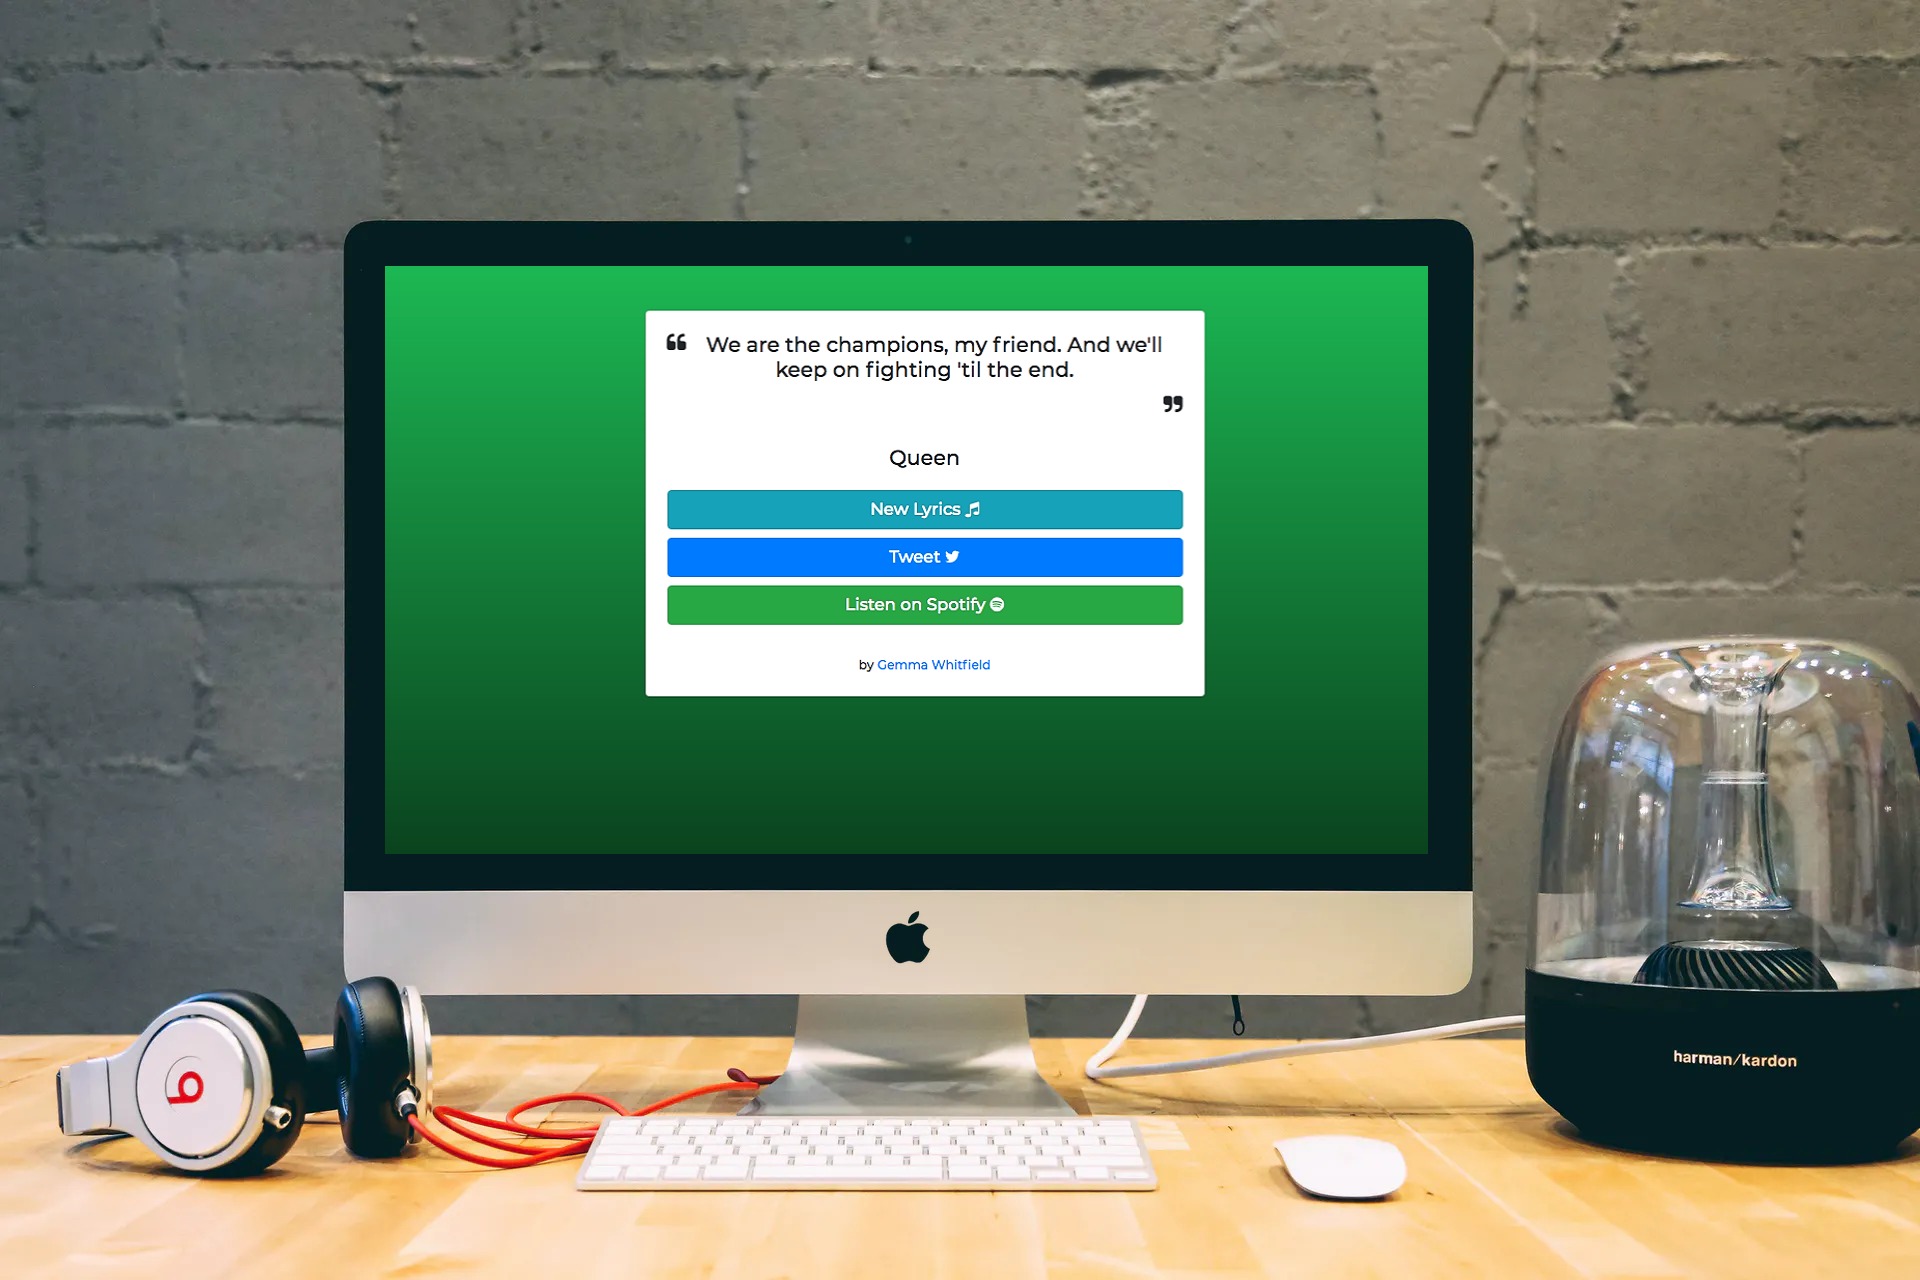 We are the champions, my friend. And we'll
keep on fighting 'til the end.
Queen
New Lyrics
Tweet
Listen on Spotify
by Gemma Whitfield
harman/kardon